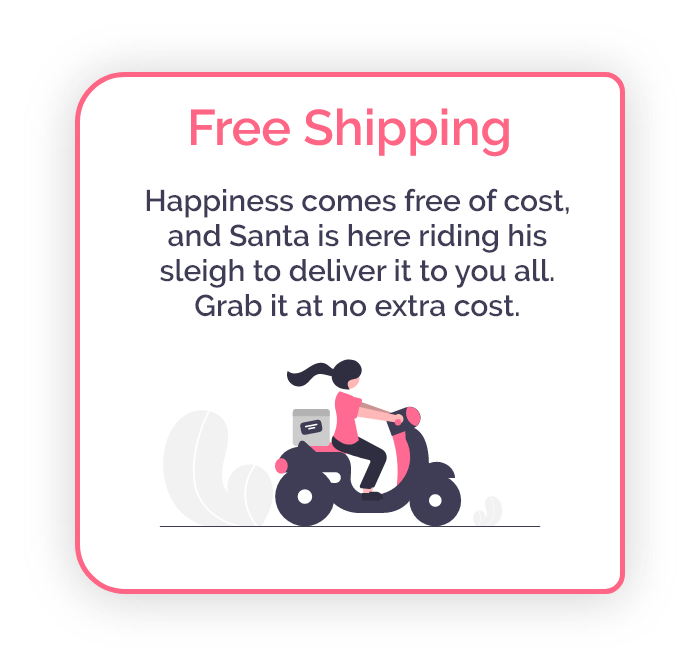 Free Shipping
Happiness comes free of cost,
and Santa is here riding his
sleigh to deliver it to you all.
Grab it at no extra cost.